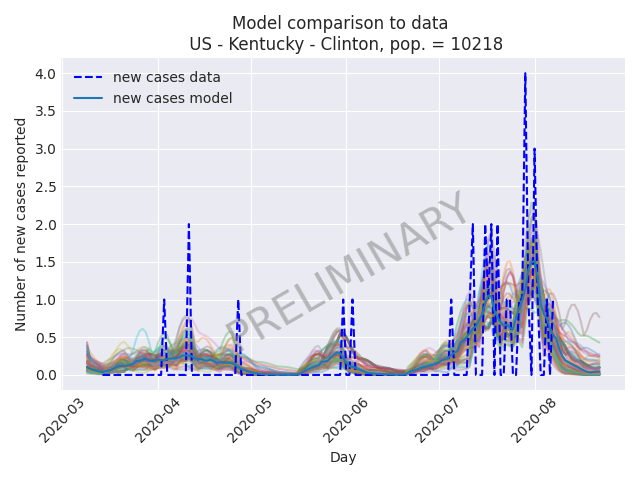 Model comparison to data
US - Kentucky - Clinton, pop. = 10218
new cases data
new cases model
Number of new cases reported
4.0
3.5
3.0
2.5
2.0
1.5
1.0
0.5
0.0
PRELIMINARY
2020-03
2020-04
2020-05
2020-06
2020-07
2020-08
Day